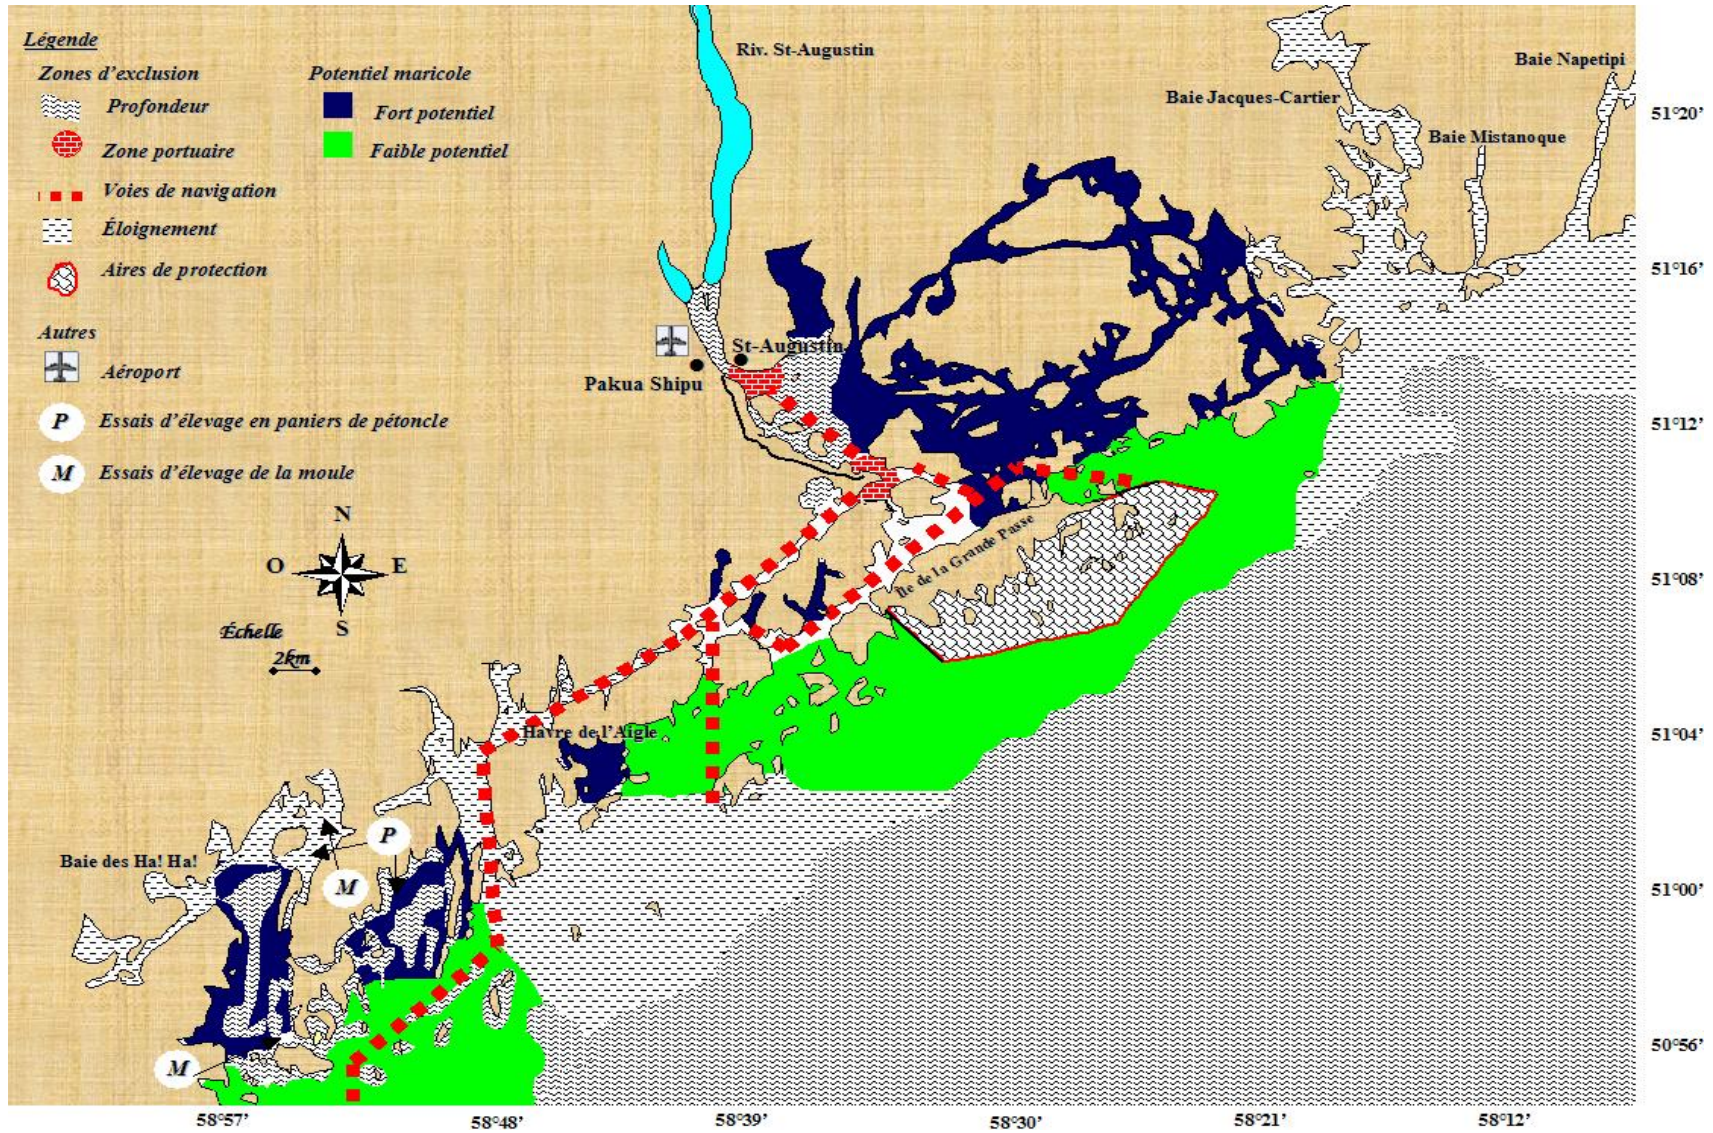 Légende
Zones d'exclusion
Profondeur
Zone portuaire
Voies de navigation
Éloignement
Aires de protection
Autres
Aéroport
P Essais d'élevage en paniers de pétoncle
M Essais d'élevage de la moule
Potentiel maricole
Fort potentiel
Faible potentiel
Riv. St-Augustin
Baie Napetipi
Baie Jacques-Cartier
Baie Mistanoque
St-Augustin
Pakua Shipu
Île de la Grande Passe
N
O
E
S
Échelle
2km
Havre de l'Aigle
Baie des Ha! Ha!
P
M
M
51°20'
51°16'
51°12'
51°08'
51°04'
51°00'
50°56'
58°57'
58°48'
58°39'
58°30'
58°21'
58°12'